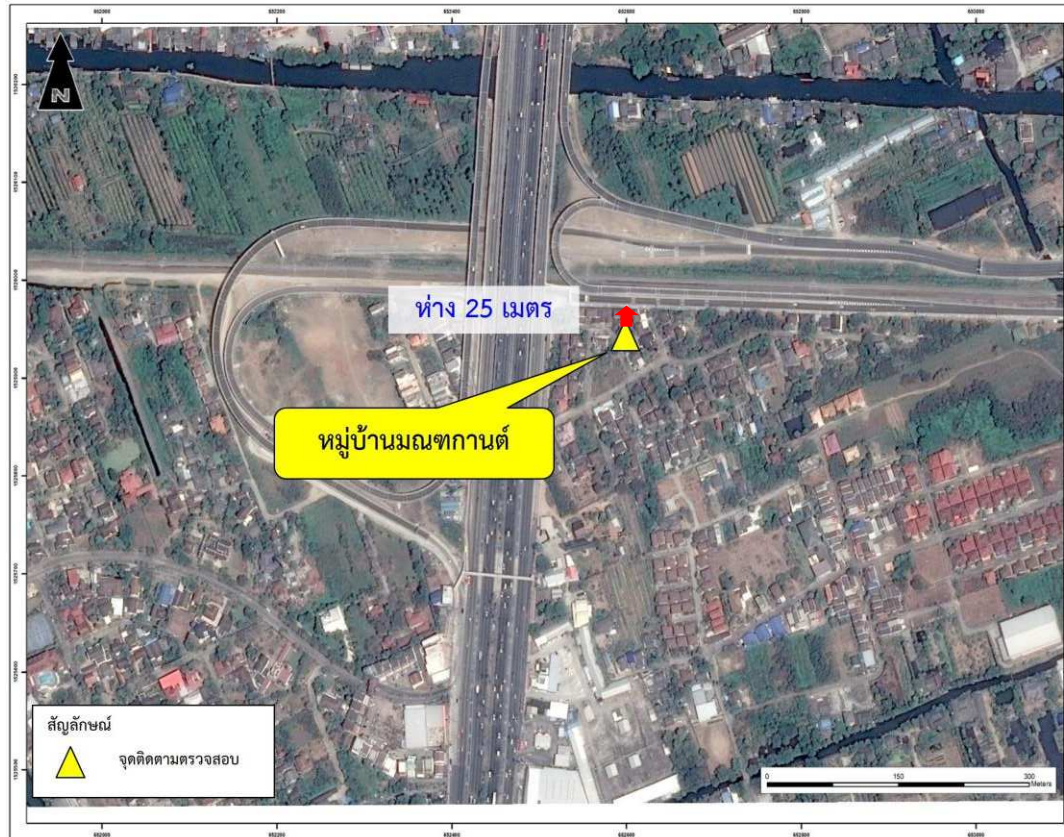 N
ห่าง 25 เมตร
หมู่บ้านมณฑกานต์
สัญลักษณ์
จุดติดตามตรวจสอบ
0 150 300
Meters